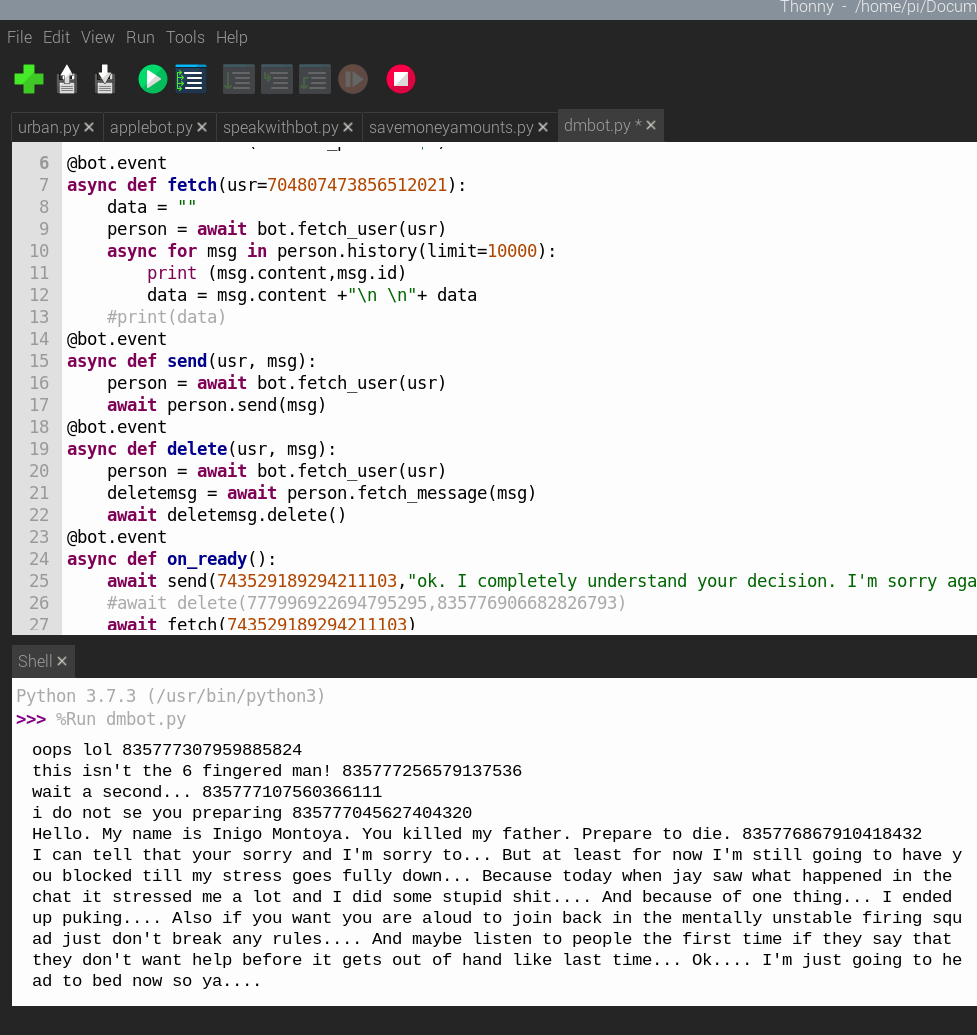 Thonny - /home/pi/Docum
File Edit View Run Tools Help
urban.py × applebot.py × speakwithbot.py × savemoneyamounts.py × dmbot.py * ×
6 @bot.event
7 async def fetch(usr=704807473856512021):
8 data = ""
9 person = await bot.fetch_user(usr)
10 async for msg in person.history(limit=10000):
11 print (msg.content,msg.id)
12 data = msg.content +"\n \n"+ data
13 #print(data)
14 @bot.event
15 async def send(usr, msg):
16 person = await bot.fetch_user(usr)
17 await person.send(msg)
18 @bot.event
19 async def delete(usr, msg):
20 person = await bot.fetch_user(usr)
21 deletemsg = await person.fetch_message(msg)
22 await deletemsg.delete()
23 @bot.event
24 async def on_ready():
25 await send(743529189294211103,"ok. I completely understand your decision. I'm sorry aga
26 #await delete(777996922694795295,835776906682826793)
27 await fetch(743529189294211103)
Shell ×
Python 3.7.3 (/usr/bin/python3)
>>> %Run dmbot.py
oops lol 835777307959885824
this isn't the 6 fingered man! 835777256579137536
wait a second... 835777107560366111
i do not se you preparing 835777045627404320
Hello. My name is Inigo Montoya. You killed my father. Prepare to die. 835776867910418432
I can tell that your sorry and I'm sorry to... But at least for now I'm still going to have y
ou blocked till my stress goes fully down... Because today when jay saw what happened in the
chat it stressed me a lot and I did some stupid shit.... And because of one thing... I ended
up puking.... Also if you want you are aloud to join back in the mentally unstable firing squ
ad just don't break any rules.... And maybe listen to people the first time if they say that
they don't want help before it gets out of hand like last time... Ok.... I'm just going to he
ad to bed now so ya....